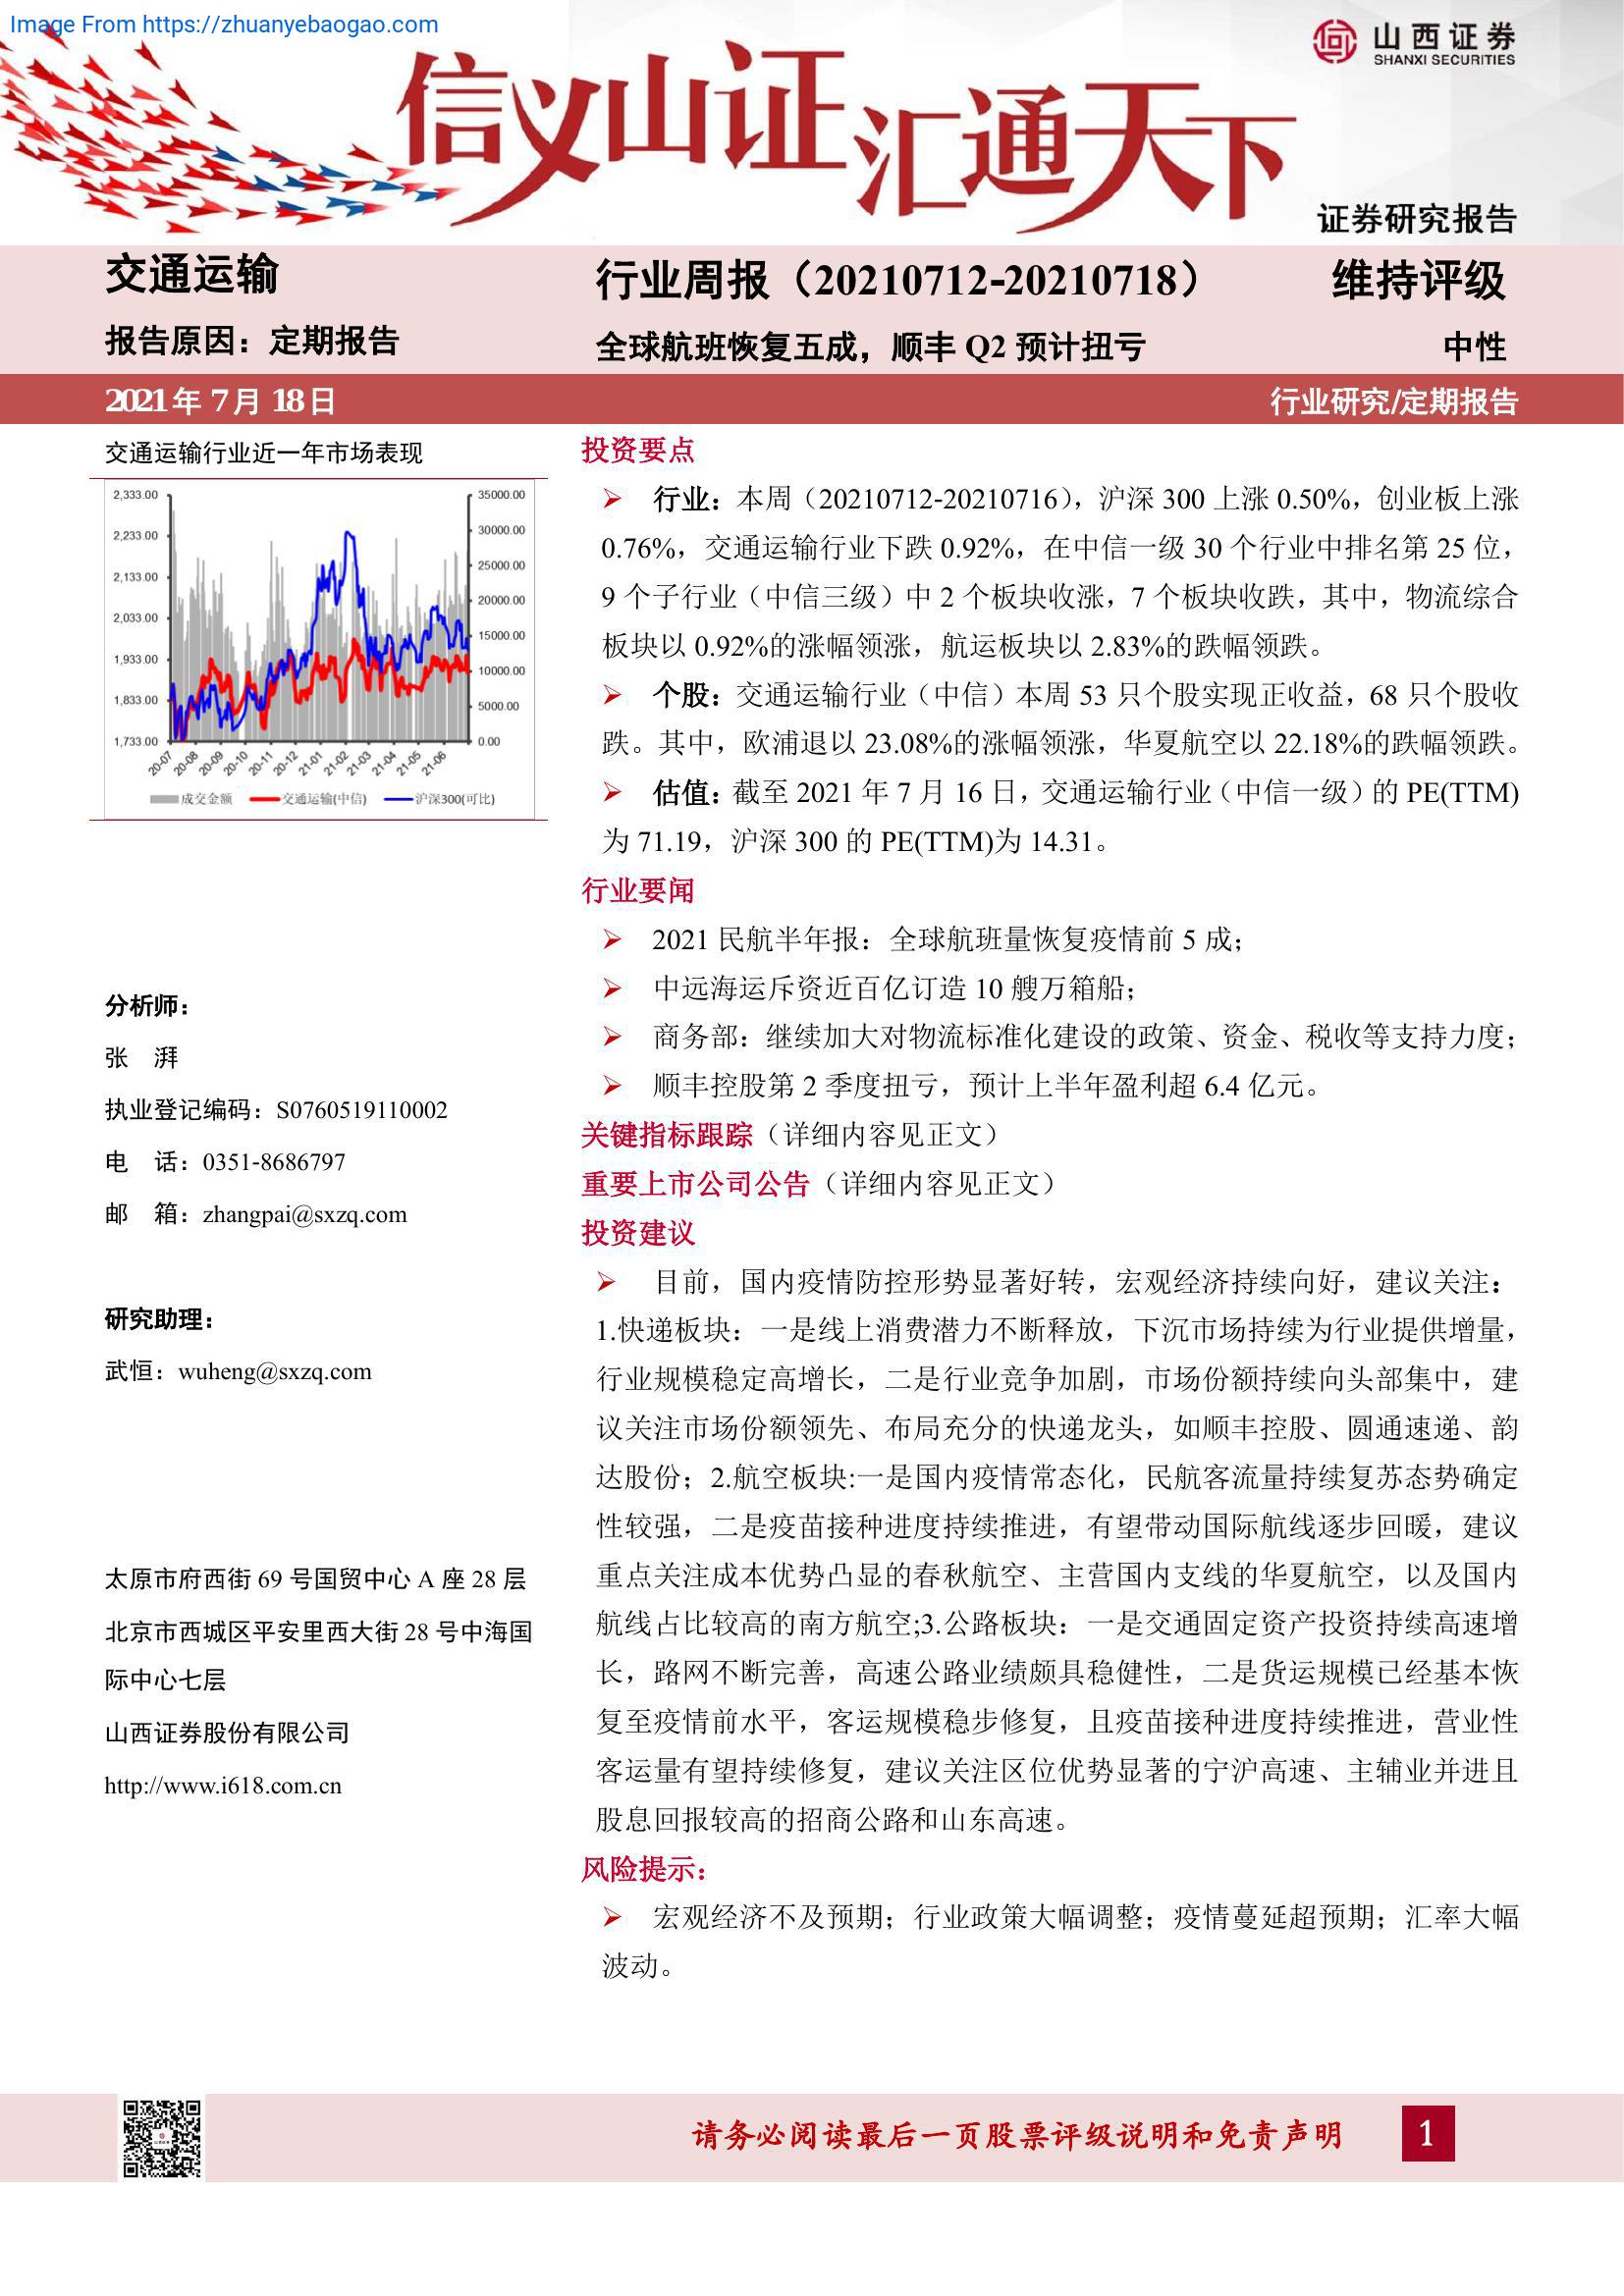 Image From https://zhuanyebaogao.com
山西证券
SHANXI SECURITIES
信义山证汇通天下
证券研究报告
交通运输
报告原因：定期报告
行业周报（20210712-20210718）
维持评级
全球航班恢复五成，顺丰 Q2 预计扭亏
中性
2021 年 7 月 18 日
行业研究/定期报告
交通运输行业近一年市场表现
2,333.00
2,233.00
2,133.00
2,033.00
1,933.00
1,833.00
1,733.00
35000.00
30000.00
25000.00
20000.00
15000.00
10000.00
5000.00
0.00
20-07
20-08
20-09
20-10
20-11
20-12
21-01
21-02
21-03
21-04
21-05
21-06
成交金额 交通运输(中信) 沪深300(可比)
分析师：
张 湃
执业登记编码：S0760519110002
电 话：0351-8686797
邮 箱：zhangpai@sxzq.com
研究助理：
武恒：wuheng@sxzq.com
太原市府西街 69 号国贸中心 A 座 28 层
北京市西城区平安里西大街 28 号中海国
际中心七层
山西证券股份有限公司
http://www.i618.com.cn
投资要点
➢ 行业：本周（20210712-20210716），沪深 300 上涨 0.50%，创业板上涨
0.76%，交通运输行业下跌 0.92%，在中信一级 30 个行业中排名第 25 位，
9 个子行业（中信三级）中 2 个板块收涨，7 个板块收跌，其中，物流综合
板块以 0.92%的涨幅领涨，航运板块以 2.83%的跌幅领跌。
➢ 个股：交通运输行业（中信）本周 53 只个股实现正收益，68 只个股收
跌。其中，欧浦退以 23.08%的涨幅领涨，华夏航空以 22.18%的跌幅领跌。
➢ 估值：截至 2021 年 7 月 16 日，交通运输行业（中信一级）的 PE(TTM)
为 71.19，沪深 300 的 PE(TTM)为 14.31。
行业要闻
➢ 2021 民航半年报：全球航班量恢复疫情前 5 成；
➢ 中远海运斥资近百亿订造 10 艘万箱船；
➢ 商务部：继续加大对物流标准化建设的政策、资金、税收等支持力度；
➢ 顺丰控股第 2 季度扭亏，预计上半年盈利超 6.4 亿元。
关键指标跟踪（详细内容见正文）
重要上市公司公告（详细内容见正文）
投资建议
➢ 目前，国内疫情防控形势显著好转，宏观经济持续向好，建议关注：
1.快递板块：一是线上消费潜力不断释放，下沉市场持续为行业提供增量，
行业规模稳定高增长，二是行业竞争加剧，市场份额持续向头部集中，建
议关注市场份额领先、布局充分的快递龙头，如顺丰控股、圆通速递、韵
达股份；2.航空板块:一是国内疫情常态化，民航客流量持续复苏态势确定
性较强，二是疫苗接种进度持续推进，有望带动国际航线逐步回暖，建议
重点关注成本优势凸显的春秋航空、主营国内支线的华夏航空，以及国内
航线占比较高的南方航空;3.公路板块：一是交通固定资产投资持续高速增
长，路网不断完善，高速公路业绩颇具稳健性，二是货运规模已经基本恢
复至疫情前水平，客运规模稳步修复，且疫苗接种进度持续推进，营业性
客运量有望持续修复，建议关注区位优势显著的宁沪高速、主辅业并进且
股息回报较高的招商公路和山东高速。
风险提示：
➢ 宏观经济不及预期；行业政策大幅调整；疫情蔓延超预期；汇率大幅
波动。
请务必阅读最后一页股票评级说明和免责声明
1